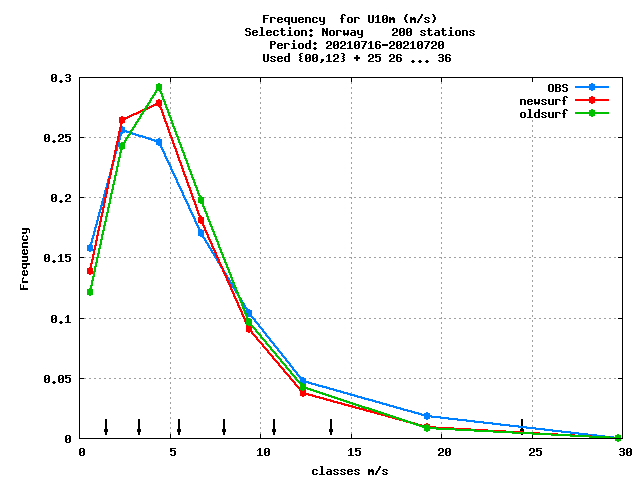 Frequency  for U10m (m/s)
Selection: Norway    200 stations
Period: 20210716-20210720
Used {00,12} + 25 26 ... 36
OBS
newsurf
oldsurf
0.3
0.25
0.2
0.15
0.1
0.05
0
Frequency
0 5 10 15 20 25 30
classes m/s